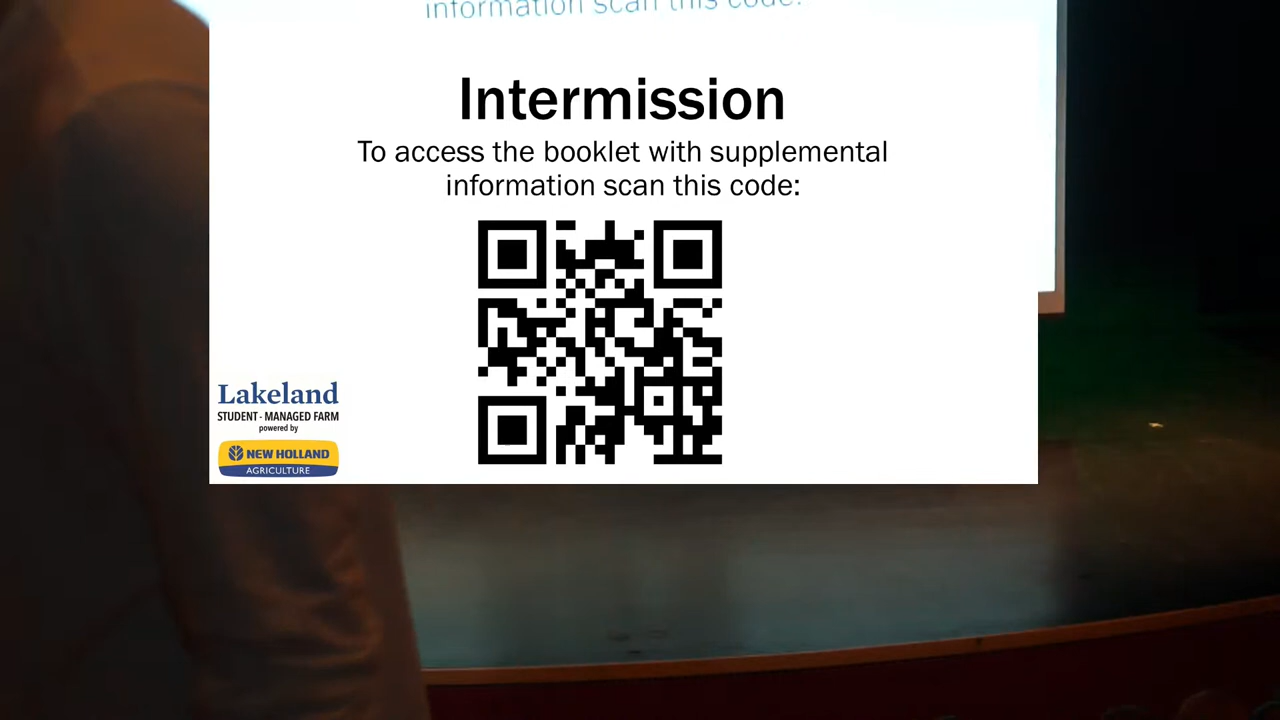 information scan this code:
Intermission
To access the booklet with supplemental
information scan this code:
Lakeland
STUDENT-MANAGED FARM
powered by
NEW HOLLAND
AGRICULTURE